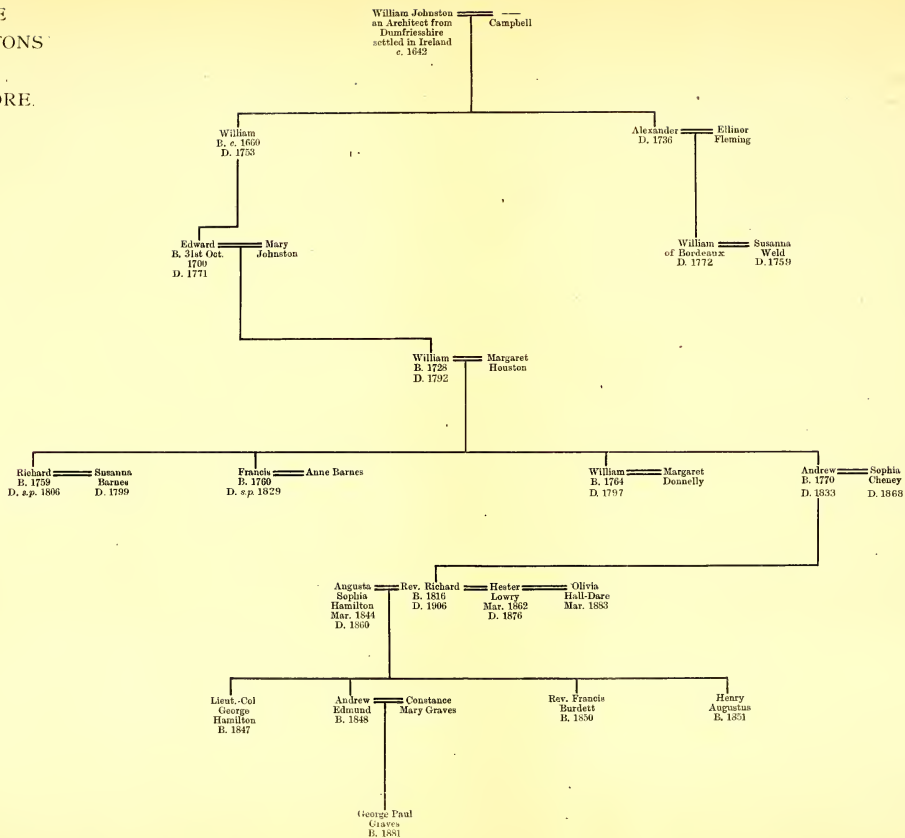 E
TONS
ORE.
William Johnston
an Architect from
Dumfriesshire
settled in Ireland
c. 1642
—
Campbell
William
B. c. 1660
D. 1753
Alexander
D. 1736
Ellinor
Fleming
Edward
B. 31st Oct.
1700
D. 1771
Mary
Johnston
William
of Bordeaux
D. 1772
Susanna
Weld
D. 1759
William
B. 1728
D. 1792
Margaret
Houston
Richard
B. 1759
D. s.p. 1806
Susanna
Barnes
D. 1799
Francis
B. 1760
D. s.p. 1829
Anne Barnes
William
B. 1764
D. 1797
Margaret
Donnelly
Andrew
B. 1770
D. 1833
Sophia
Cheney
D. 1868
Augusta
Sophia
Hamilton
Mar. 1844
D. 1860
Rev. Richard
B. 1816
D. 1906
Hester
Lowry
Mar. 1862
D. 1876
Olivia
Hall-Dare
Mar. 1883
Lieut.-Col
George
Hamilton
B. 1847
Andrew
Edmund
B. 1848
Constance
Mary Graves
Rev. Francis
Burdett
B. 1850
Henry
Augustus
B. 1851
George Paul
Graves
B. 1881